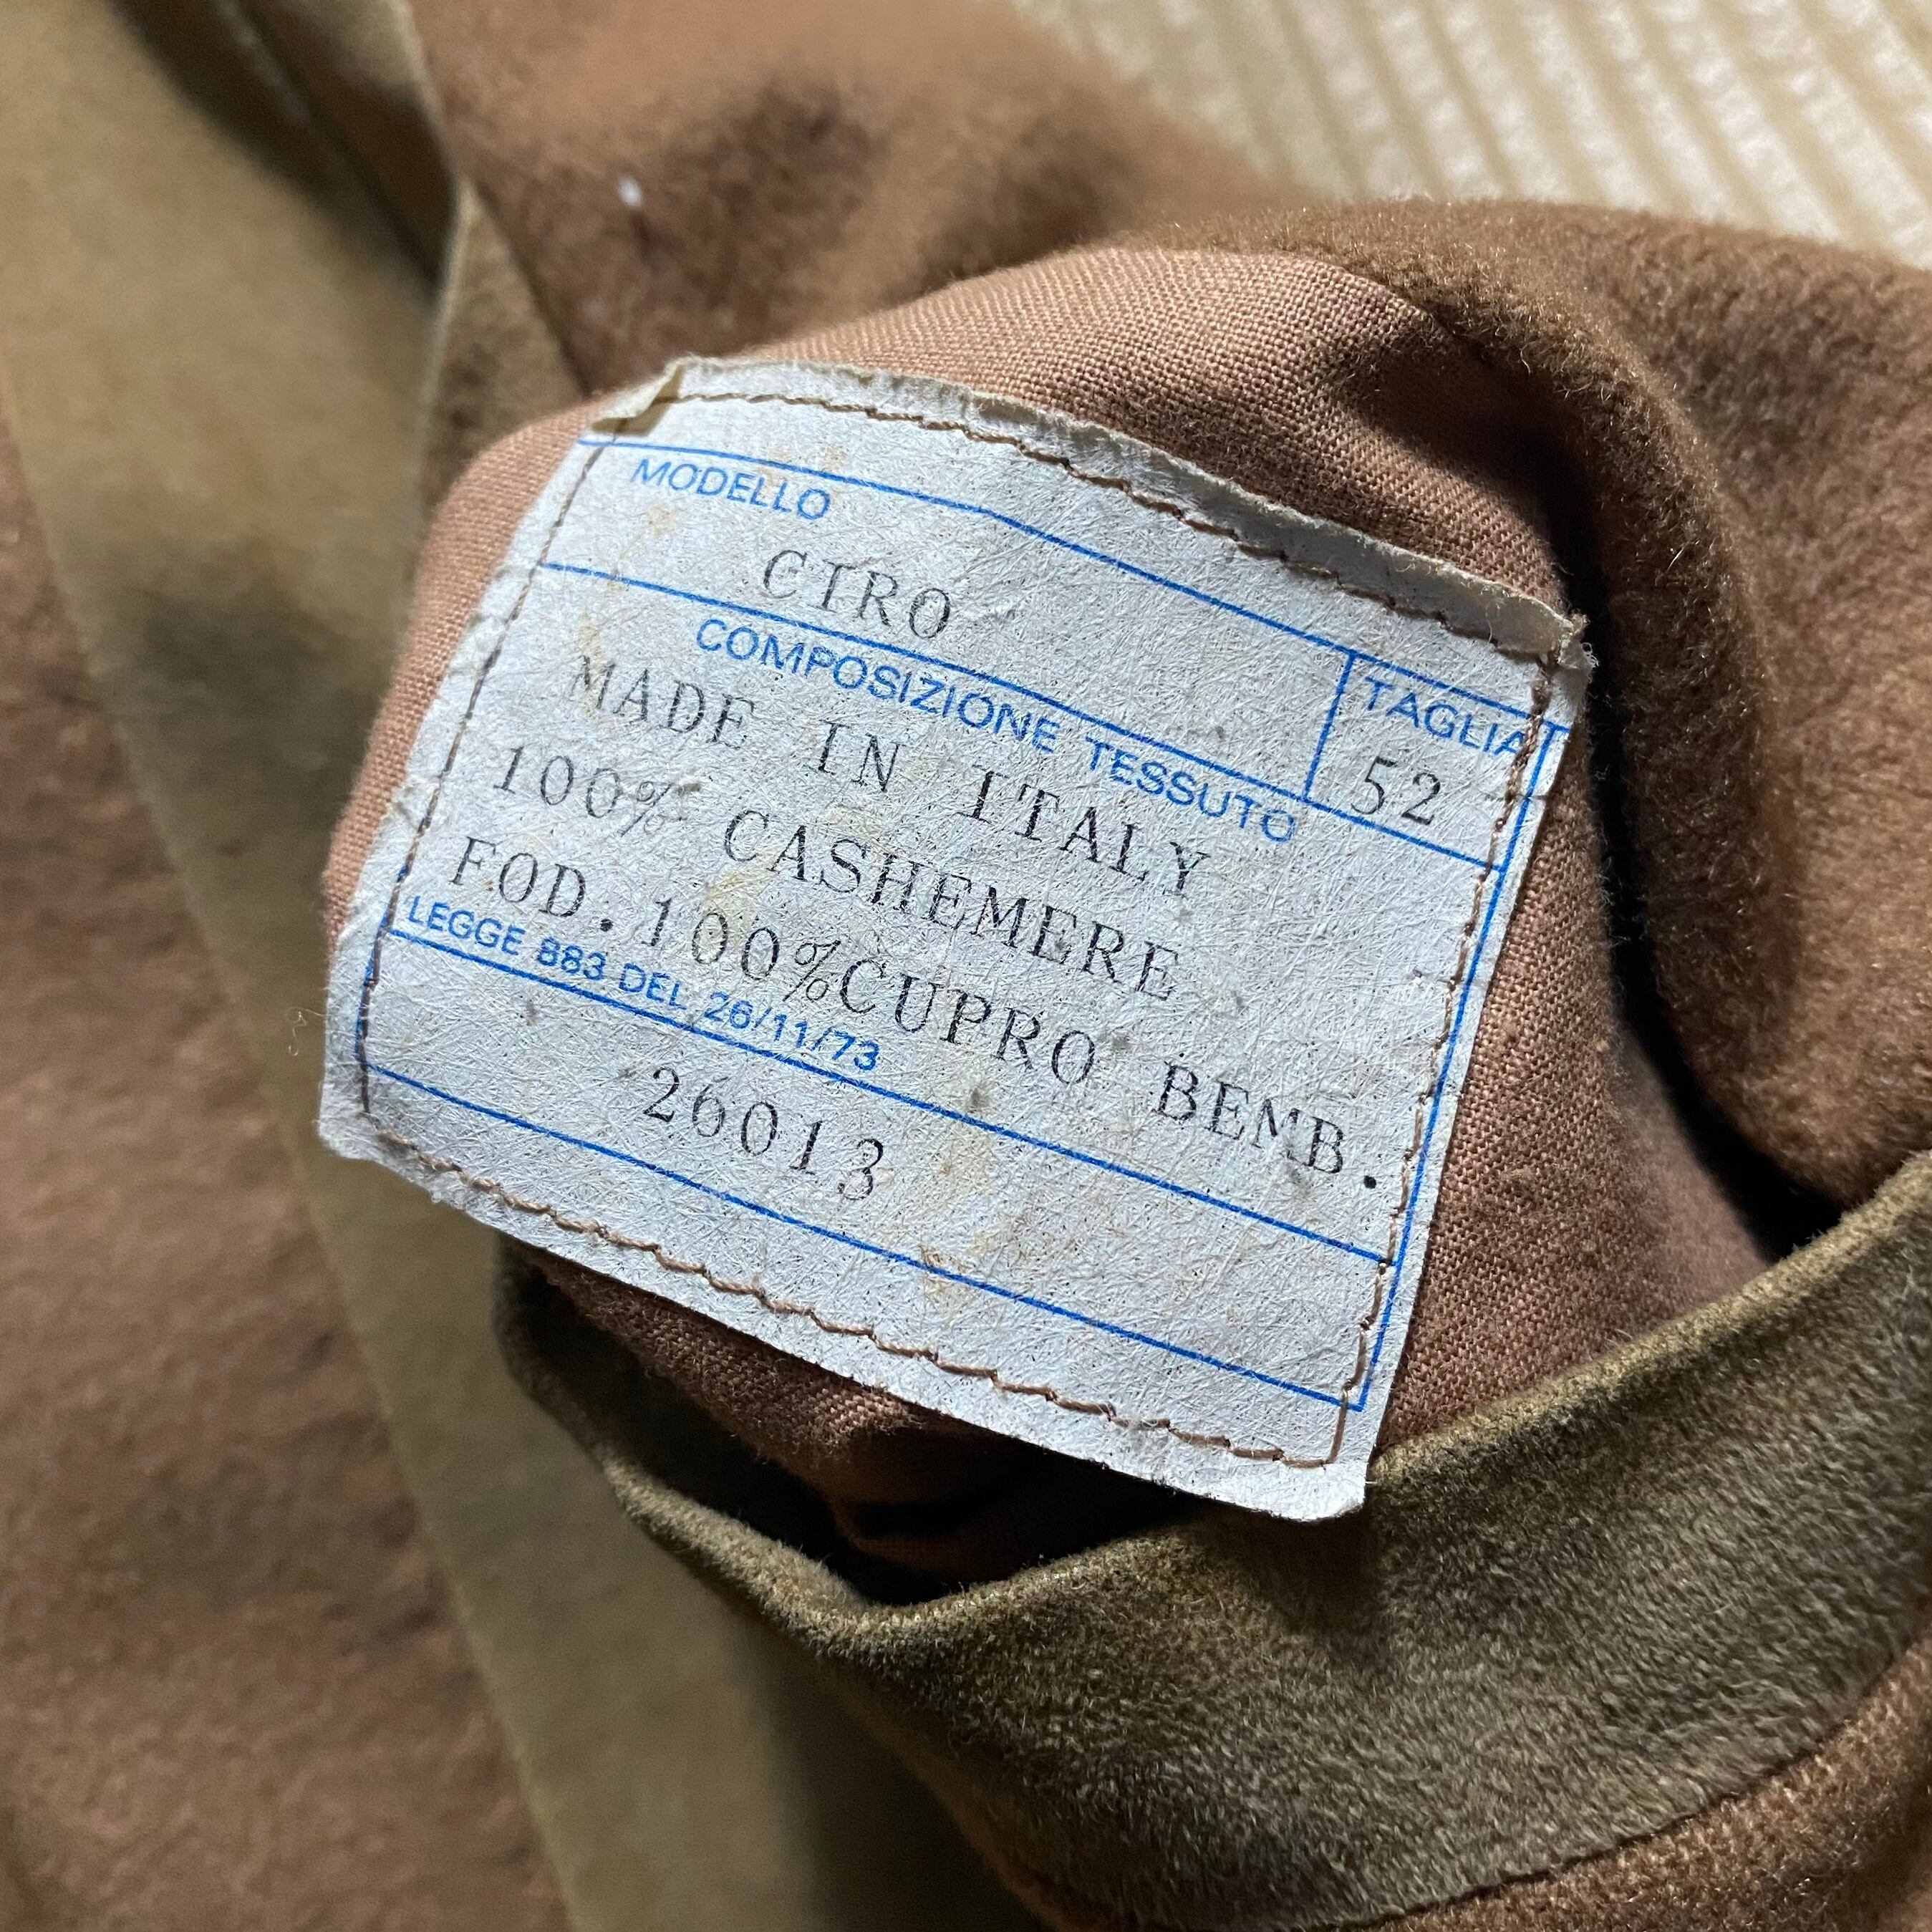 MODELLO
CIRO
TAGLIA
52
COMPOSIZIONE TESSUTO
MADE IN ITALY
100% CASHEMERE
FOD.100%CUPRO BEMB.
LEGGE 883 DEL 26/11/73
26013